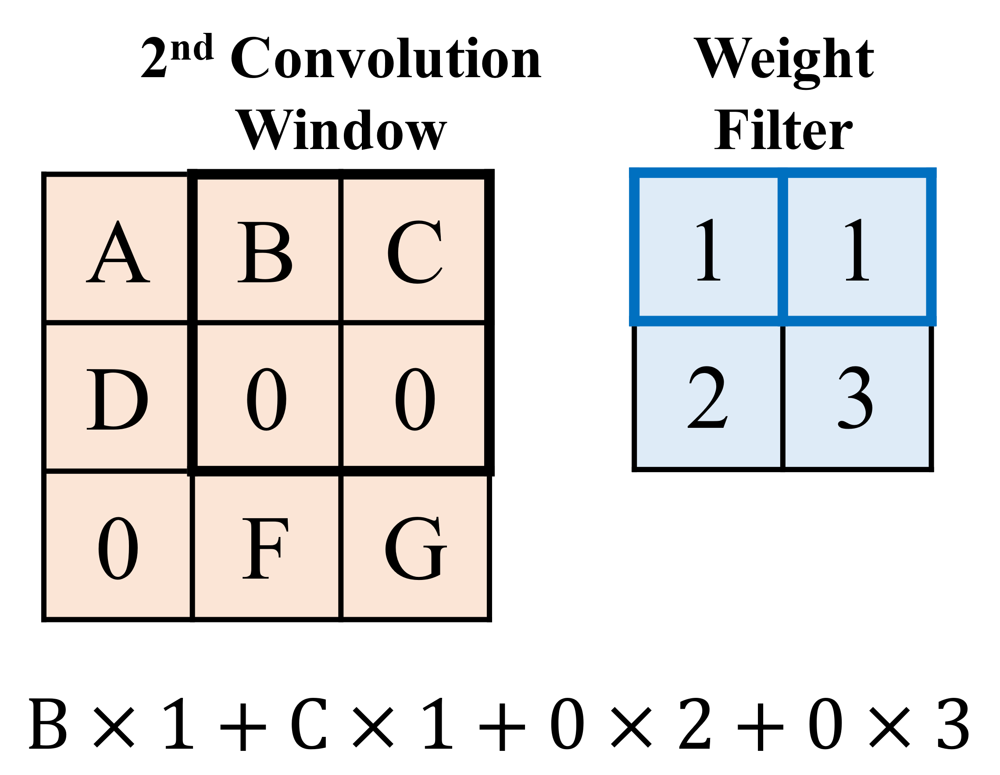 2nd Convolution Window
Weight Filter
A B C
D 0 0
0 F G
1 1
2 3
B × 1 + C × 1 + 0 × 2 + 0 × 3